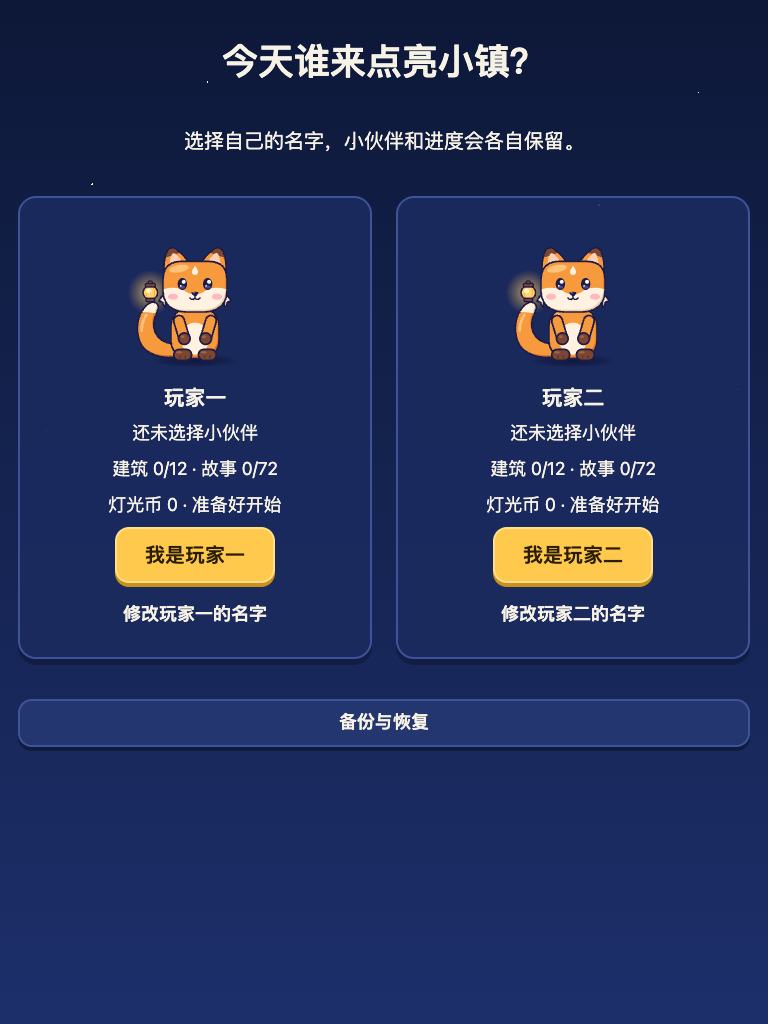 今天谁来点亮小镇？
选择自己的名字，小伙伴和进度会各自保留。
玩家一
还未选择小伙伴
建筑 0/12 · 故事 0/72
灯光币 0 · 准备好开始
我是玩家一
修改玩家一的名字
玩家二
还未选择小伙伴
建筑 0/12 · 故事 0/72
灯光币 0 · 准备好开始
我是玩家二
修改玩家二的名字
备份与恢复